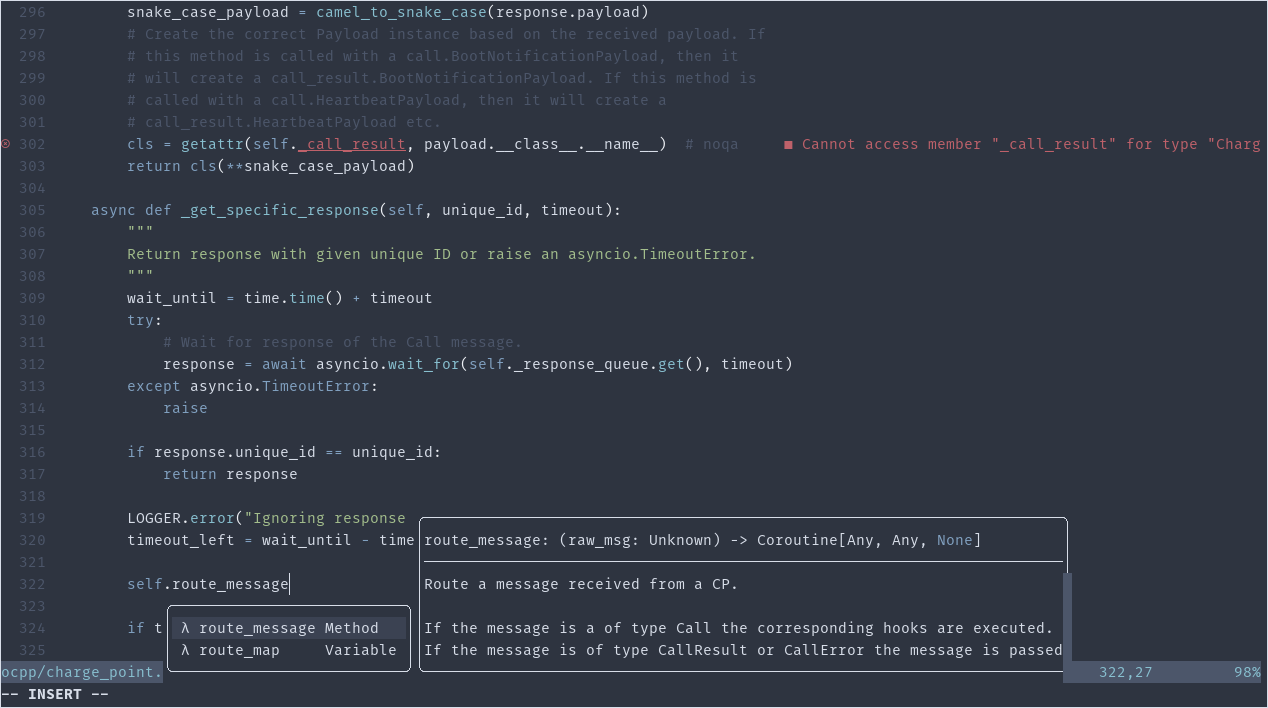 296         snake_case_payload = camel_to_snake_case(response.payload)
297         # Create the correct Payload instance based on the received payload. If
298         # this method is called with a call.BootNotificationPayload, then it
299         # will create a call_result.BootNotificationPayload. If this method is
300         # called with a call.HeartbeatPayload, then it will create a
301         # call_result.HeartbeatPayload etc.
302         cls = getattr(self._call_result, payload.__class__.__name__)  # noqa     ■ Cannot access member "_call_result" for type "Charg
303         return cls(**snake_case_payload)
304
305     async def _get_specific_response(self, unique_id, timeout):
306         """
307         Return response with given unique ID or raise an asyncio.TimeoutError.
308         """
309         wait_until = time.time() + timeout
310         try:
311             # Wait for response of the Call message.
312             response = await asyncio.wait_for(self._response_queue.get(), timeout)
313         except asyncio.TimeoutError:
314             raise
315
316         if response.unique_id == unique_id:
317             return response
318
319         LOGGER.error("Ignoring response
320         timeout_left = wait_until - time route_message: (raw_msg: Unknown) -> Coroutine[Any, Any, None]
321
322         self.route_message               Route a message received from a CP.
323
324         if t  λ route_message Method     If the message is a of type Call the corresponding hooks are executed.
325               λ route_map     Variable   If the message is of type CallResult or CallError the message is passed
ocpp/charge_point. 322,27 98%
-- INSERT --